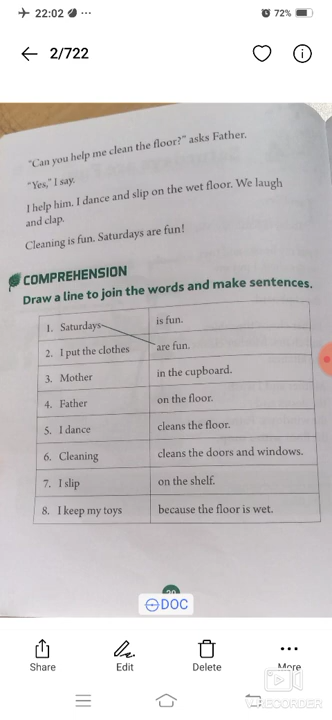 22:02 ... 72%
2/722
"Can you help me clean the floor?" asks Father.
"Yes," I say.
I help him. I dance and slip on the wet floor. We laugh
and clap.
Cleaning is fun. Saturdays are fun!
COMPREHENSION
Draw a line to join the words and make sentences.
1. Saturdays is fun.
2. I put the clothes are fun.
3. Mother in the cupboard.
4. Father on the floor.
5. I dance cleans the floor.
6. Cleaning cleans the doors and windows.
7. I slip on the shelf.
8. I keep my toys because the floor is wet.
DOC
Share Edit Delete More
RECORDER